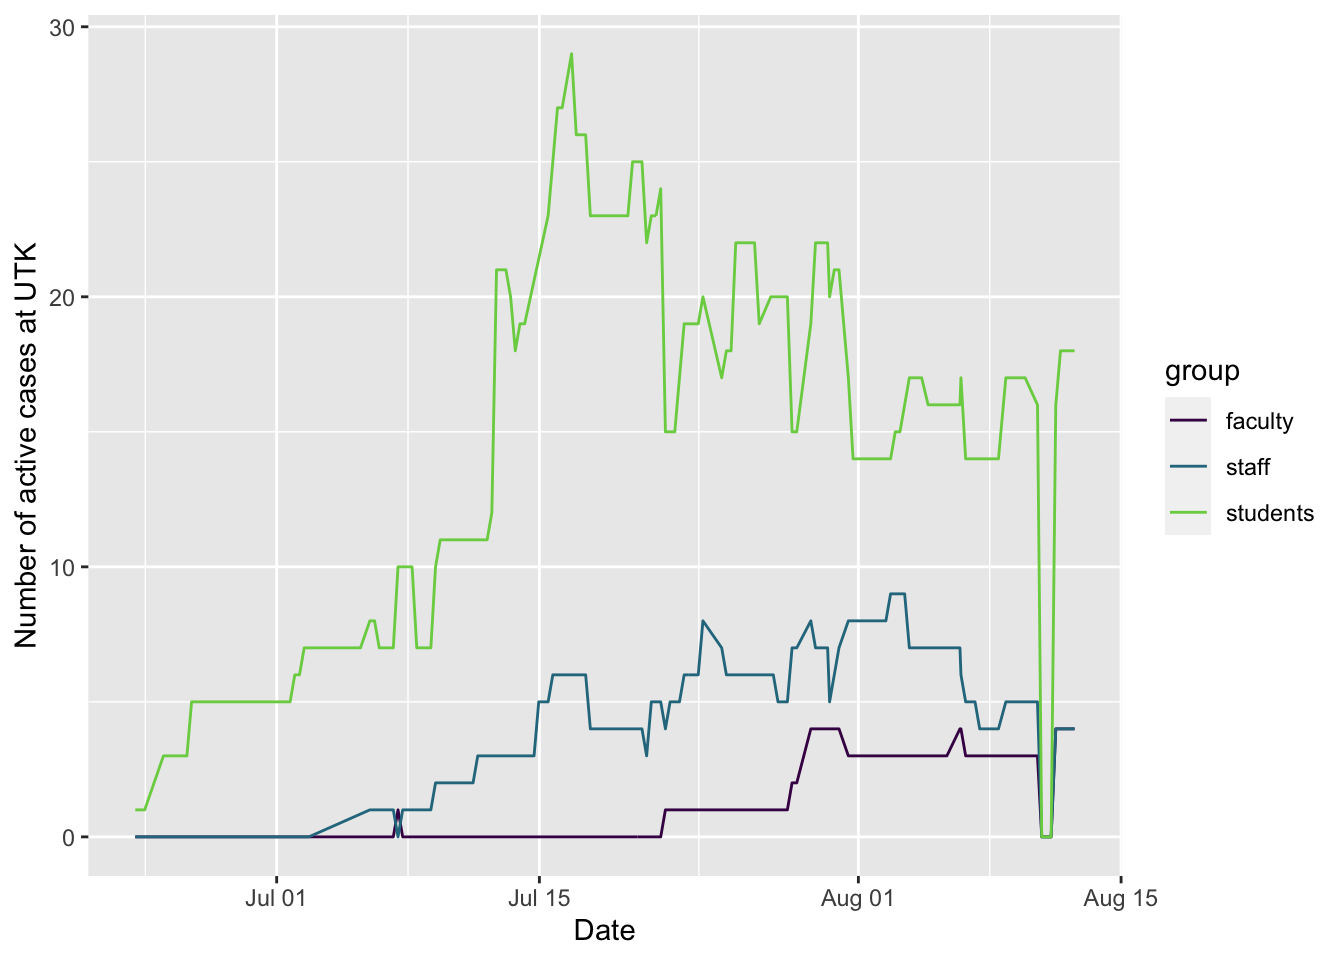 Number of active cases at UTK
30
20
10
0
Jul 01
Jul 15
Aug 01
Aug 15
Date
group
faculty
staff
students